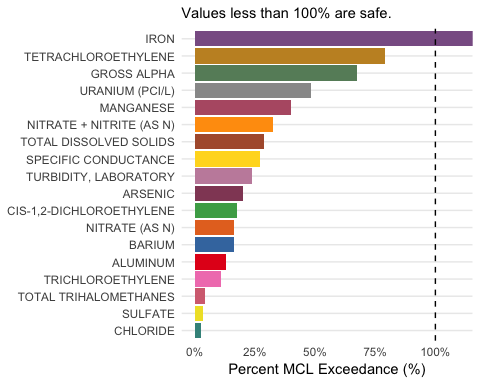 Values less than 100% are safe.
IRON
TETRACHLOROETHYLENE
GROSS ALPHA
URANIUM (PCI/L)
MANGANESE
NITRATE + NITRITE (AS N)
TOTAL DISSOLVED SOLIDS
SPECIFIC CONDUCTANCE
TURBIDITY, LABORATORY
ARSENIC
CIS-1,2-DICHLOROETHYLENE
NITRATE (AS N)
BARIUM
ALUMINUM
TRICHLOROETHYLENE
TOTAL TRIHALOMETHANES
SULFATE
CHLORIDE
0% 25% 50% 75% 100%
Percent MCL Exceedance (%)